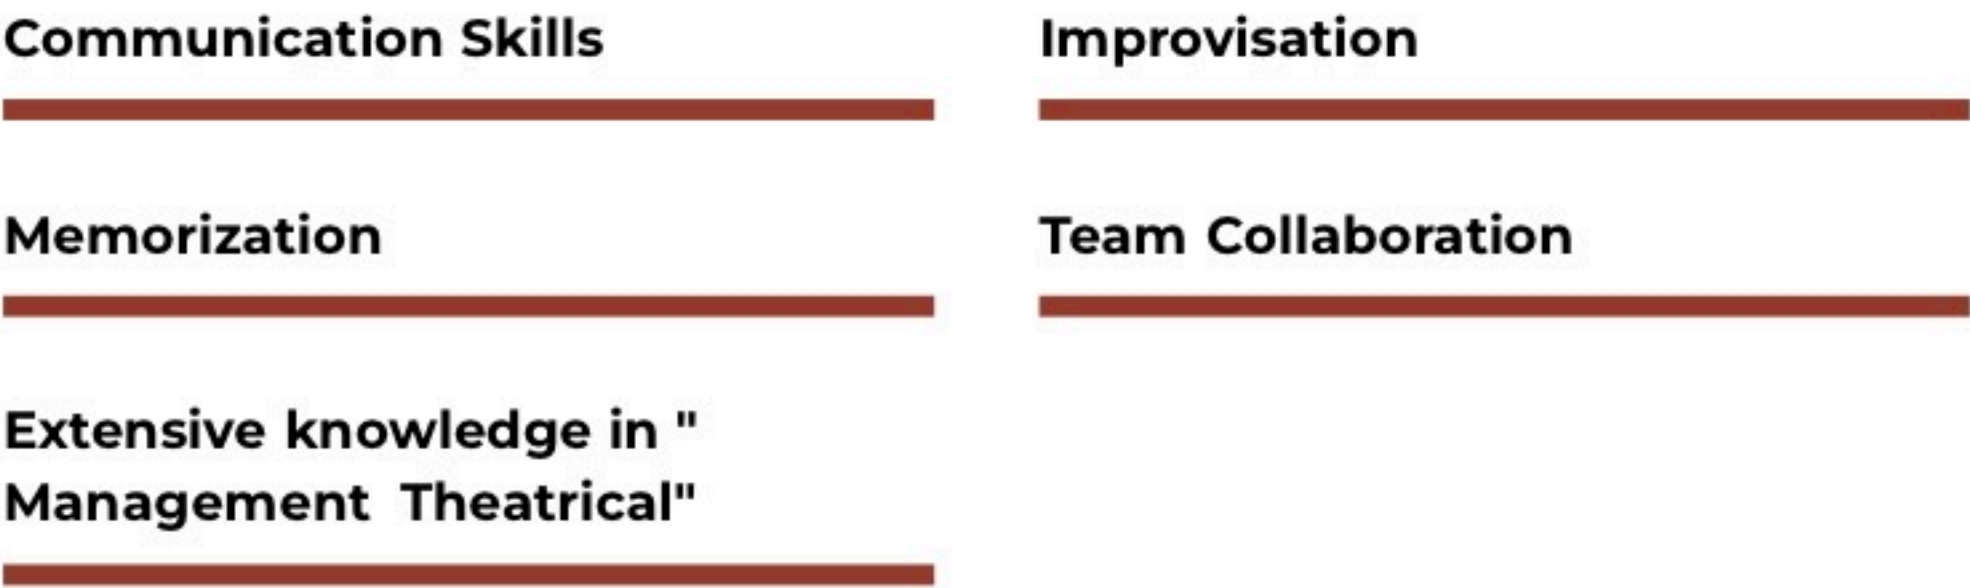 Communication Skills
Improvisation
Memorization
Team Collaboration
Extensive knowledge in "
Management  Theatrical"